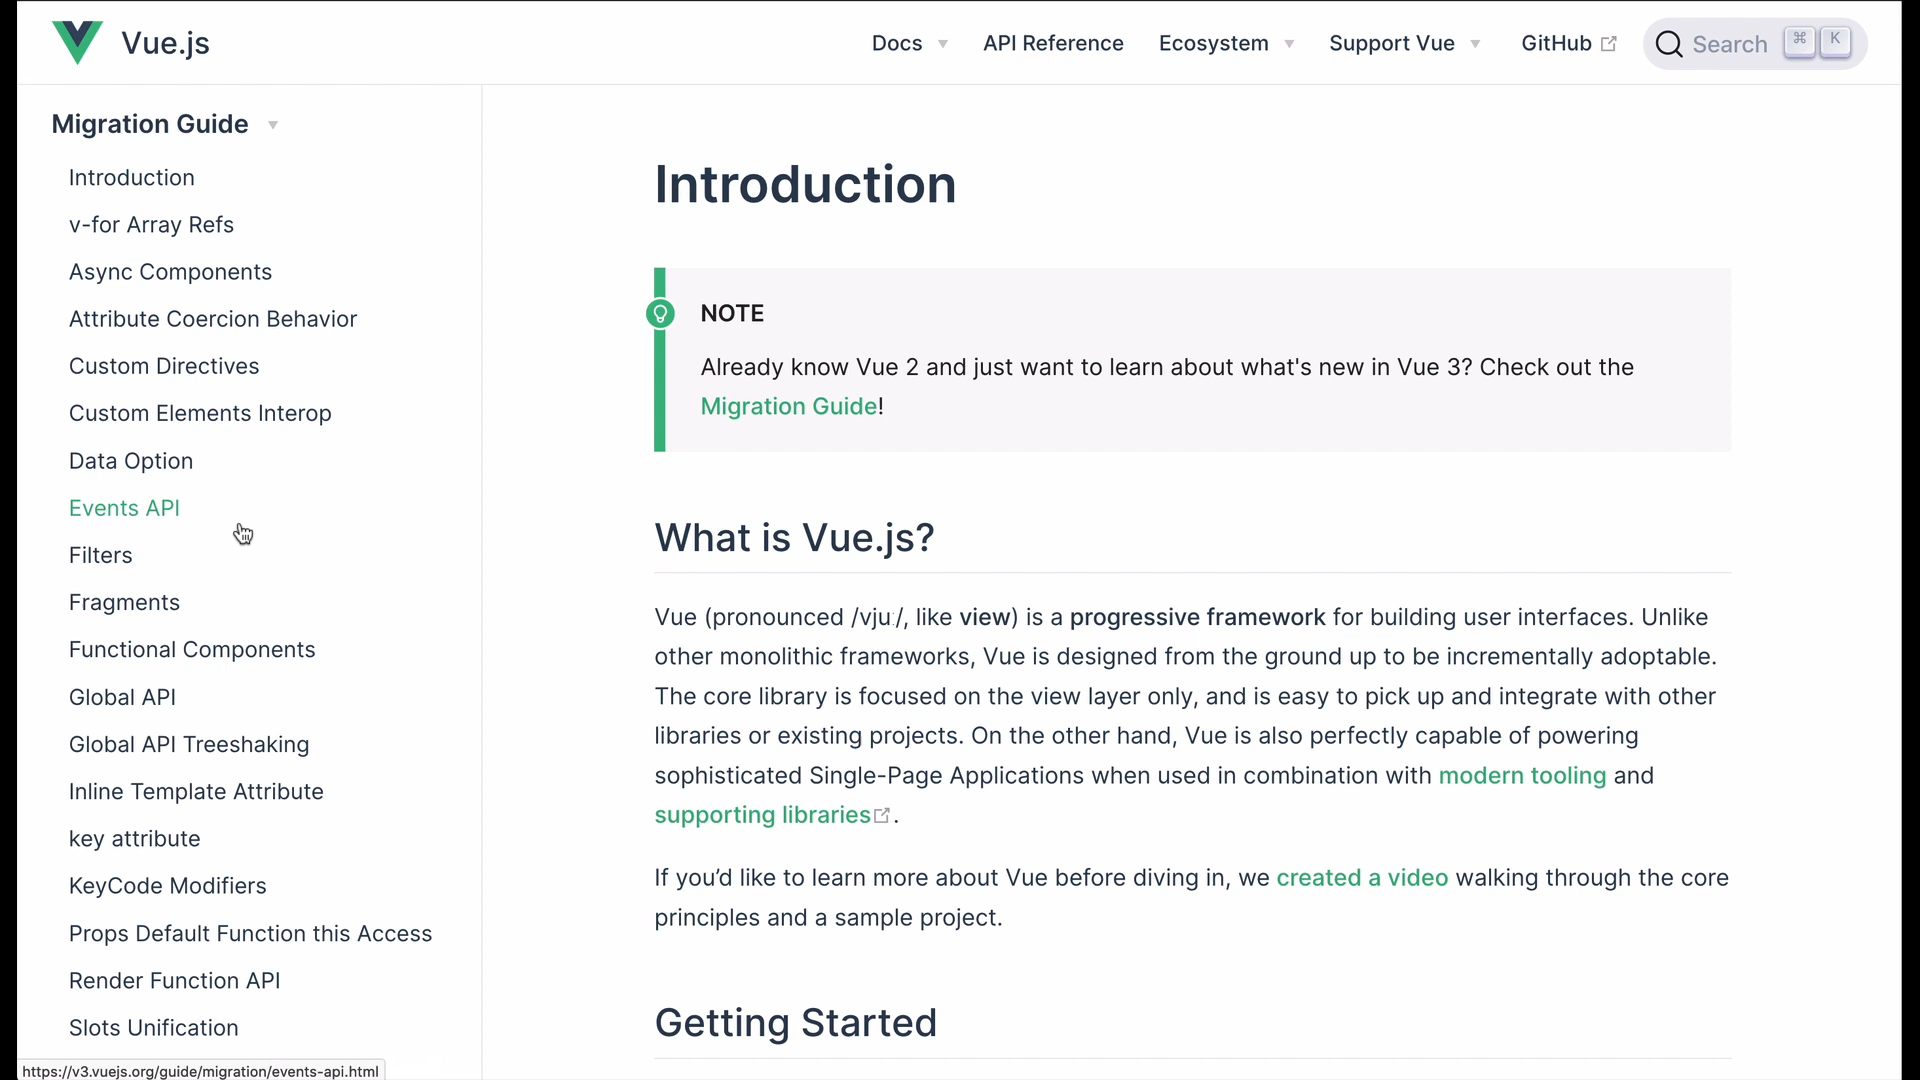 Vue.js
Docs API Reference Ecosystem Support Vue GitHub Search ⌘ K
Migration Guide
Introduction
v-for Array Refs
Async Components
Attribute Coercion Behavior
Custom Directives
Custom Elements Interop
Data Option
Events API
Filters
Fragments
Functional Components
Global API
Global API Treeshaking
Inline Template Attribute
key attribute
KeyCode Modifiers
Props Default Function this Access
Render Function API
Slots Unification
https://v3.vuejs.org/guide/migration/events-api.html
Introduction
NOTE
Already know Vue 2 and just want to learn about what's new in Vue 3? Check out the
Migration Guide!
What is Vue.js?
Vue (pronounced /vjuː/, like view) is a progressive framework for building user interfaces. Unlike
other monolithic frameworks, Vue is designed from the ground up to be incrementally adoptable.
The core library is focused on the view layer only, and is easy to pick up and integrate with other
libraries or existing projects. On the other hand, Vue is also perfectly capable of powering
sophisticated Single-Page Applications when used in combination with modern tooling and
supporting libraries.
If you’d like to learn more about Vue before diving in, we created a video walking through the core
principles and a sample project.
Getting Started